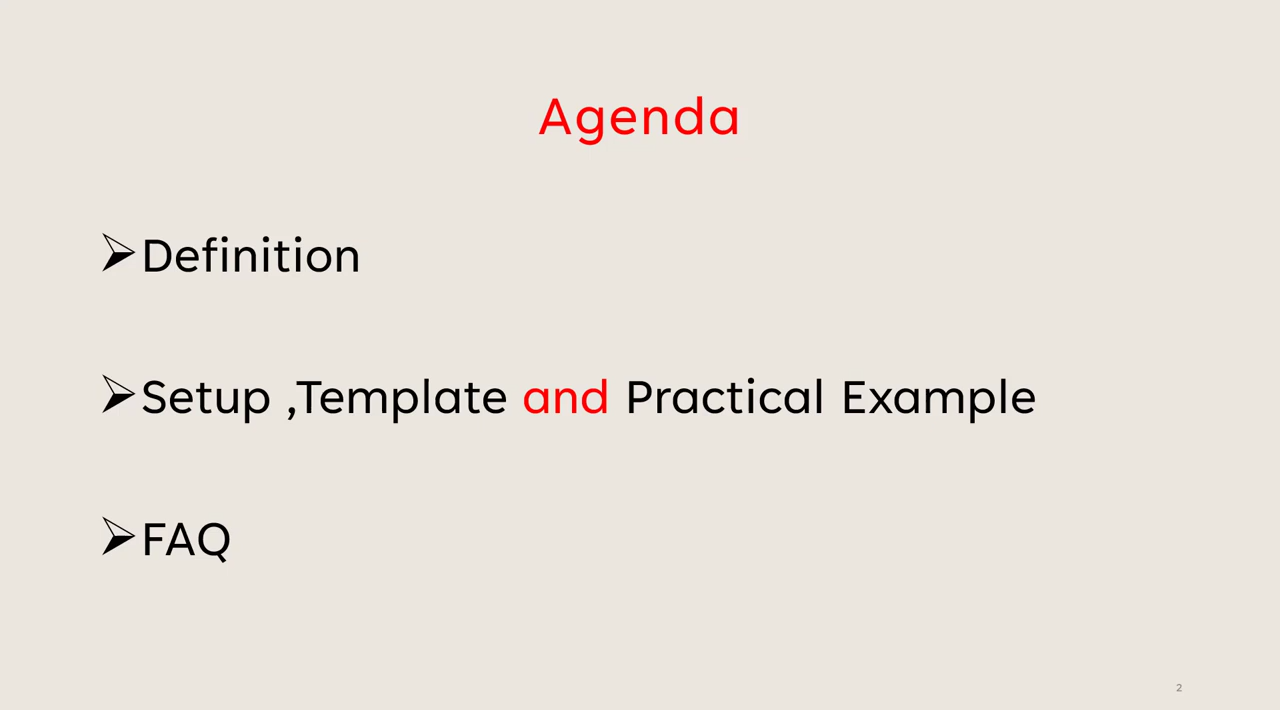 Agenda
➢Definition
➢Setup ,Template and Practical Example
➢FAQ
2